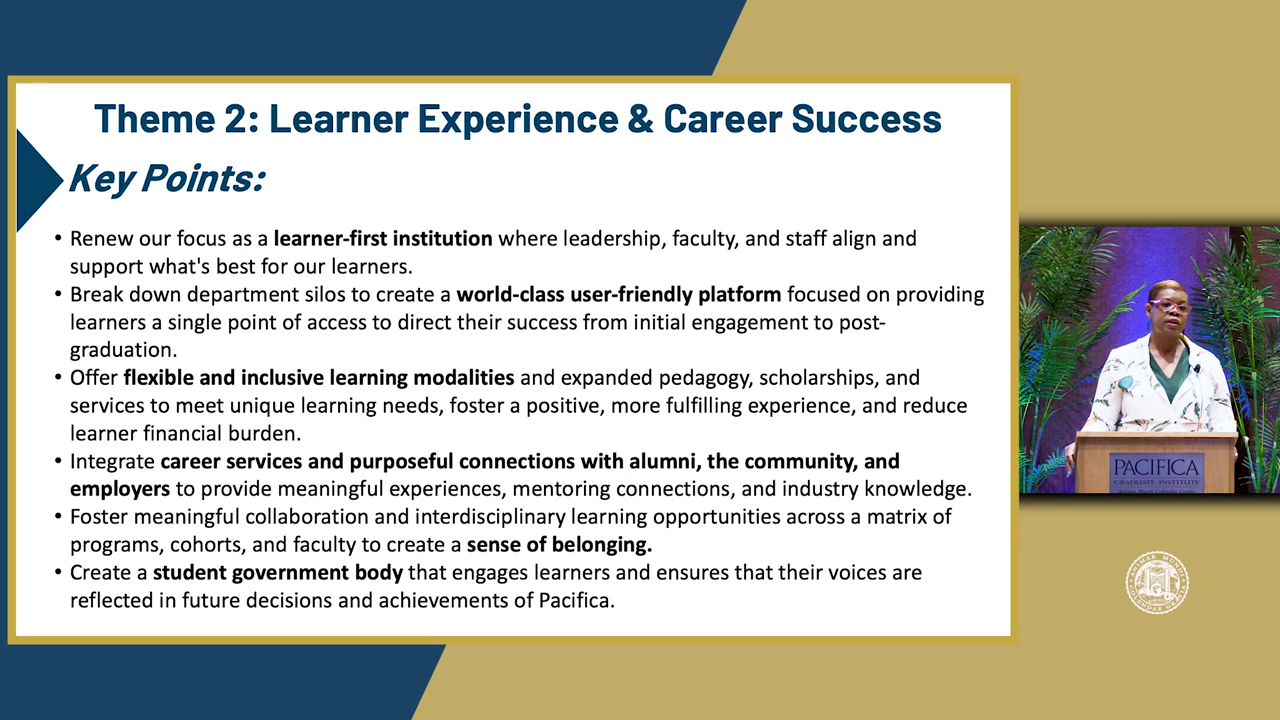 Theme 2: Learner Experience & Career Success
Key Points:
• Renew our focus as a learner-first institution where leadership, faculty, and staff align and
support what's best for our learners.
• Break down department silos to create a world-class user-friendly platform focused on providing
learners a single point of access to direct their success from initial engagement to post-
graduation.
• Offer flexible and inclusive learning modalities and expanded pedagogy, scholarships, and
services to meet unique learning needs, foster a positive, more fulfilling experience, and reduce
learner financial burden.
• Integrate career services and purposeful connections with alumni, the community, and
employers to provide meaningful experiences, mentoring connections, and industry knowledge.
• Foster meaningful collaboration and interdisciplinary learning opportunities across a matrix of
programs, cohorts, and faculty to create a sense of belonging.
• Create a student government body that engages learners and ensures that their voices are
reflected in future decisions and achievements of Pacifica.
PACIFICA
GRADUATE INSTITUTE
ANIMAE MUNDI
COLENDAE GRATIA